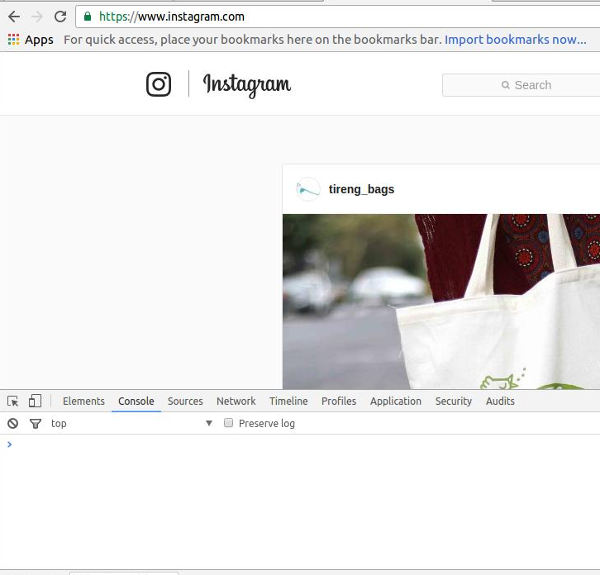 https://www.instagram.com
Apps For quick access, place your bookmarks here on the bookmarks bar. Import bookmarks now...
Instagram Search
tireng_bags
Elements Console Sources Network Timeline Profiles Application Security Audits
top Preserve log